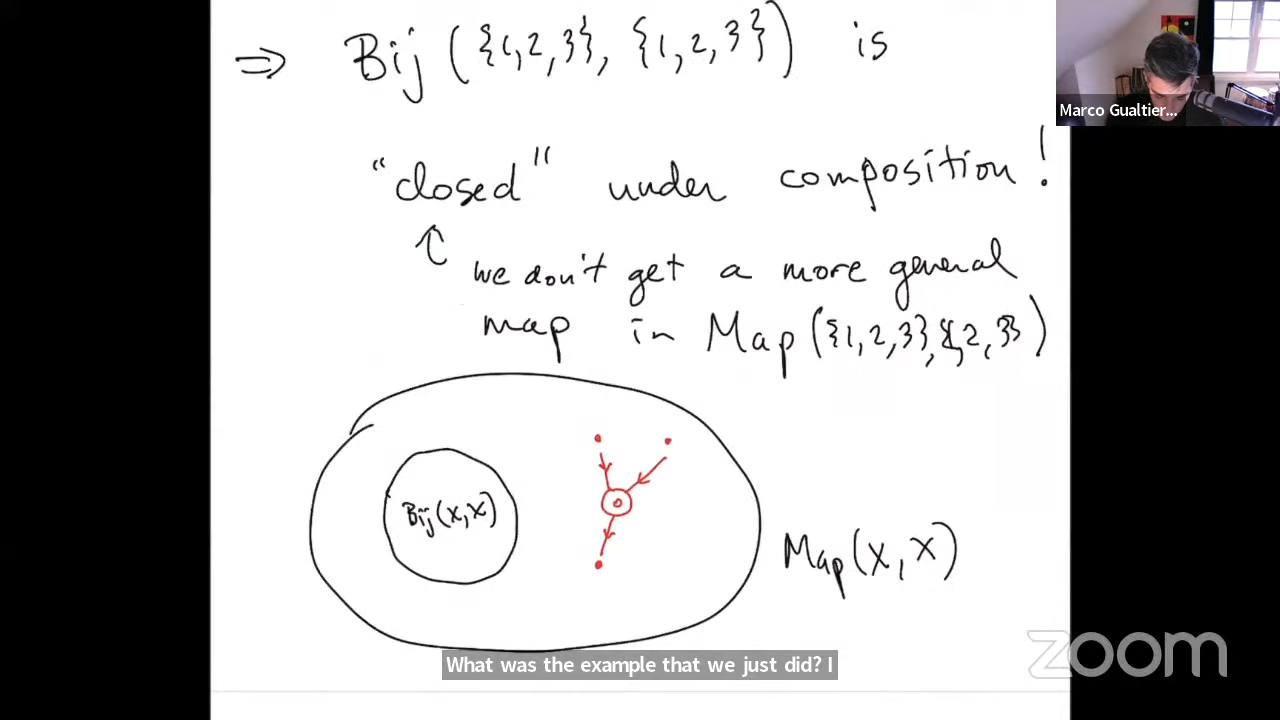 ⇒ Bij ({1,2,3}, {1,2,3}) is
"closed" under composition!
↑ we don't get a more general
map in Map ({1,2,3},{1,2,3})
Bij(X,X)
Map(X,X)
Marco Gualtier...
What was the example that we just did? I
zoom